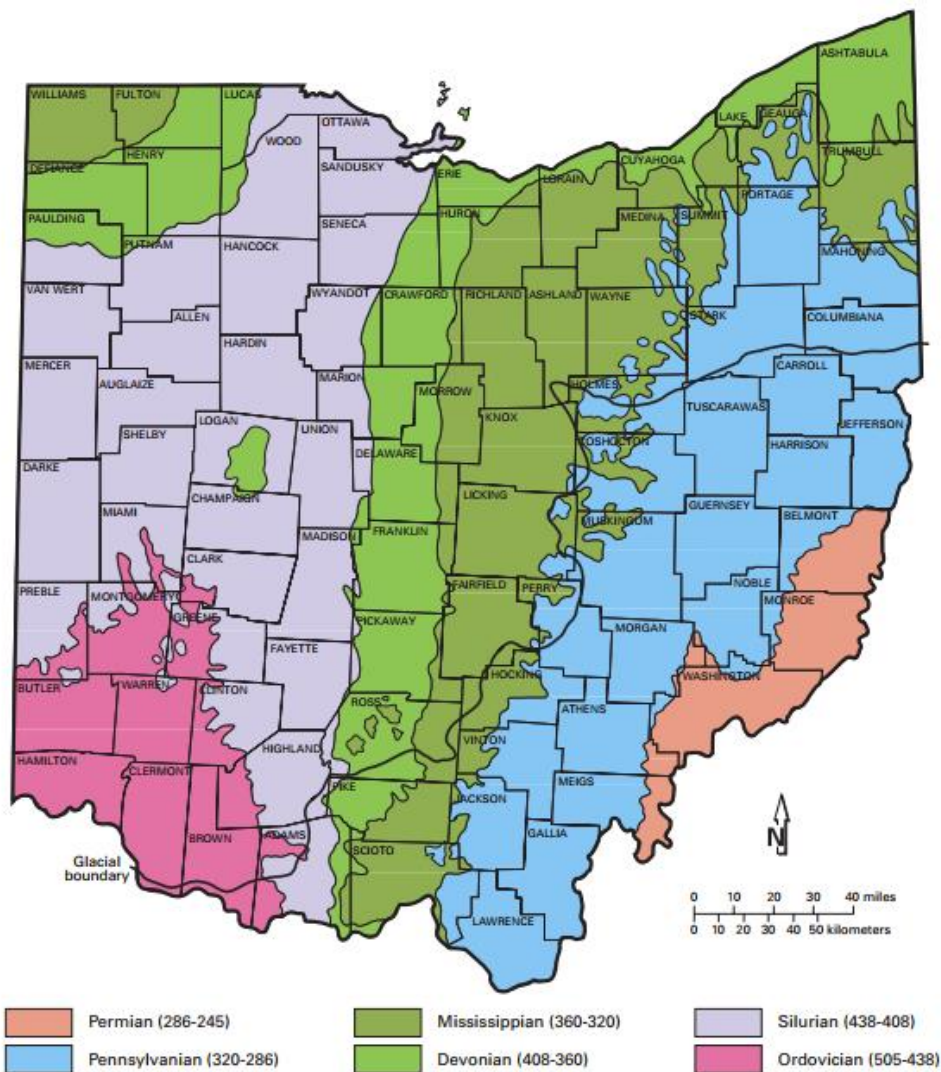 ASHTABULA
WILLIAMS FULTON LUCAS
LAKE GEAUGA
OTTAWA
WOOD
HENRY
CUYAHOGA TRUMBULL
DEFIANCE SANDUSKY
ERIE LORAIN
PORTAGE
PAULDING HURON MEDINA SUMMIT
SENECA
PUTNAM HANCOCK
MAHONING
VAN WERT WYANDOT CRAWFORD RICHLAND ASHLAND WAYNE
ALLEN STARK COLUMBIANA
HARDIN
MERCER CARROLL
AUGLAIZE MARION
HOLMES
MORROW
TUSCARAWAS
KNOX
LOGAN
UNION JEFFERSON
SHELBY COSHOCTON
HARRISON
DELAWARE
DARKE
CHAMPAIGN LICKING
GUERNSEY
MIAMI BELMONT
MUSKINGUM
MADISON FRANKLIN
CLARK
FAIRFIELD PERRY NOBLE
PREBLE MONTGOMERY
MONROE
GREENE PICKAWAY
MORGAN
FAYETTE
HOCKING WASHINGTON
BUTLER WARREN CLINTON
ROSS
ATHENS
VINTON
HIGHLAND
HAMILTON CLERMONT
MEIGS
PIKE
JACKSON
GALLIA
BROWN ADAMS
SCIOTO
N
Glacial
boundary
0 10 20 30 40 miles
0 10 20 30 40 50 kilometers
LAWRENCE
Permian (286-245) Mississippian (360-320) Silurian (438-408)
Pennsylvanian (320-286) Devonian (408-360) Ordovician (505-438)